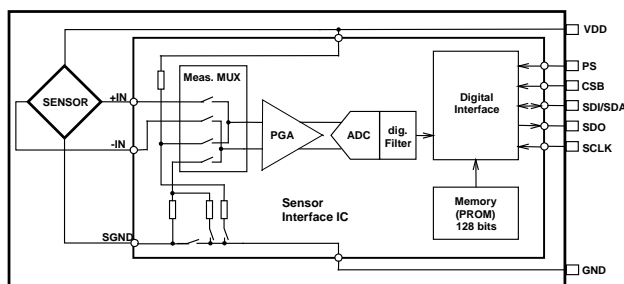 VDD
PS
CSB
SDI/SDA
SDO
SCLK
GND
SENSOR
+IN
-IN
SGND
Meas. MUX
PGA
ADC
dig.
Filter
Digital
Interface
Memory
(PROM)
128 bits
Sensor
Interface IC